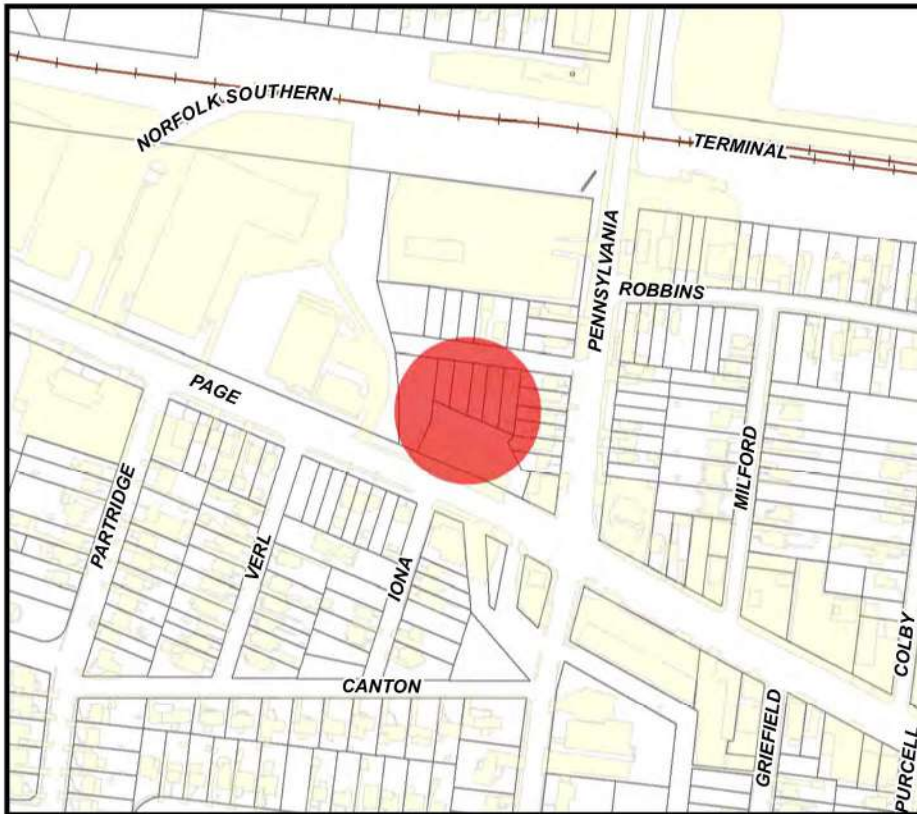 NORFOLK SOUTHERN
TERMINAL
PENNSYLVANIA
ROBBINS
PAGE
MILFORD
PARTRIDGE
VERL
IONA
COLBY
CANTON
GRIEFIELD
PURCELL